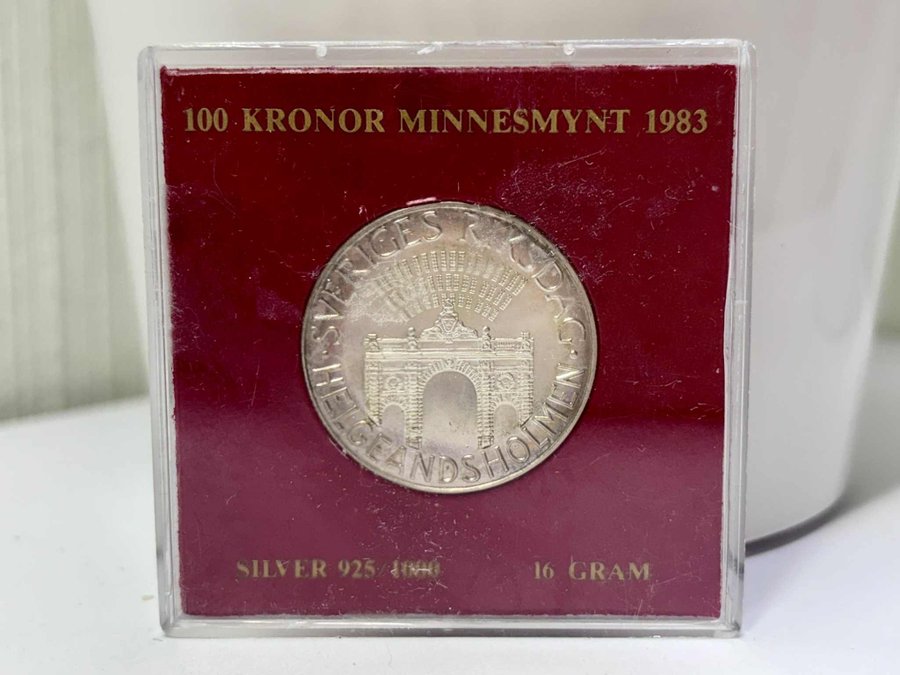 100 KRONOR MINNESMYNT 1983
SVERIGES RIKSDAG
· HELGEANDSHOLMEN ·
SILVER 925/1000 16 GRAM